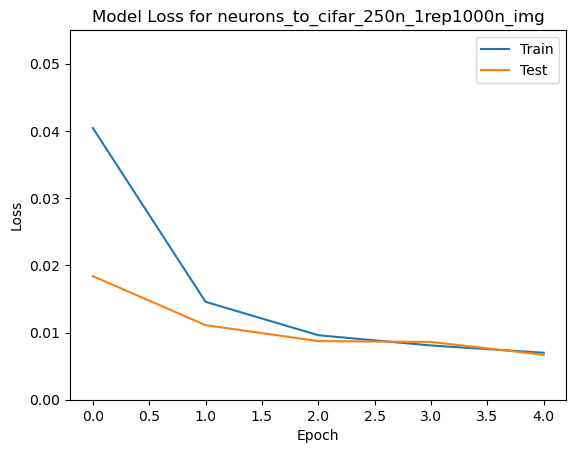 Model Loss for neurons_to_cifar_250n_1rep1000n_img
Train
Test
0.05
0.04
0.03
0.02
0.01
0.00
Loss
0.0 0.5 1.0 1.5 2.0 2.5 3.0 3.5 4.0
Epoch